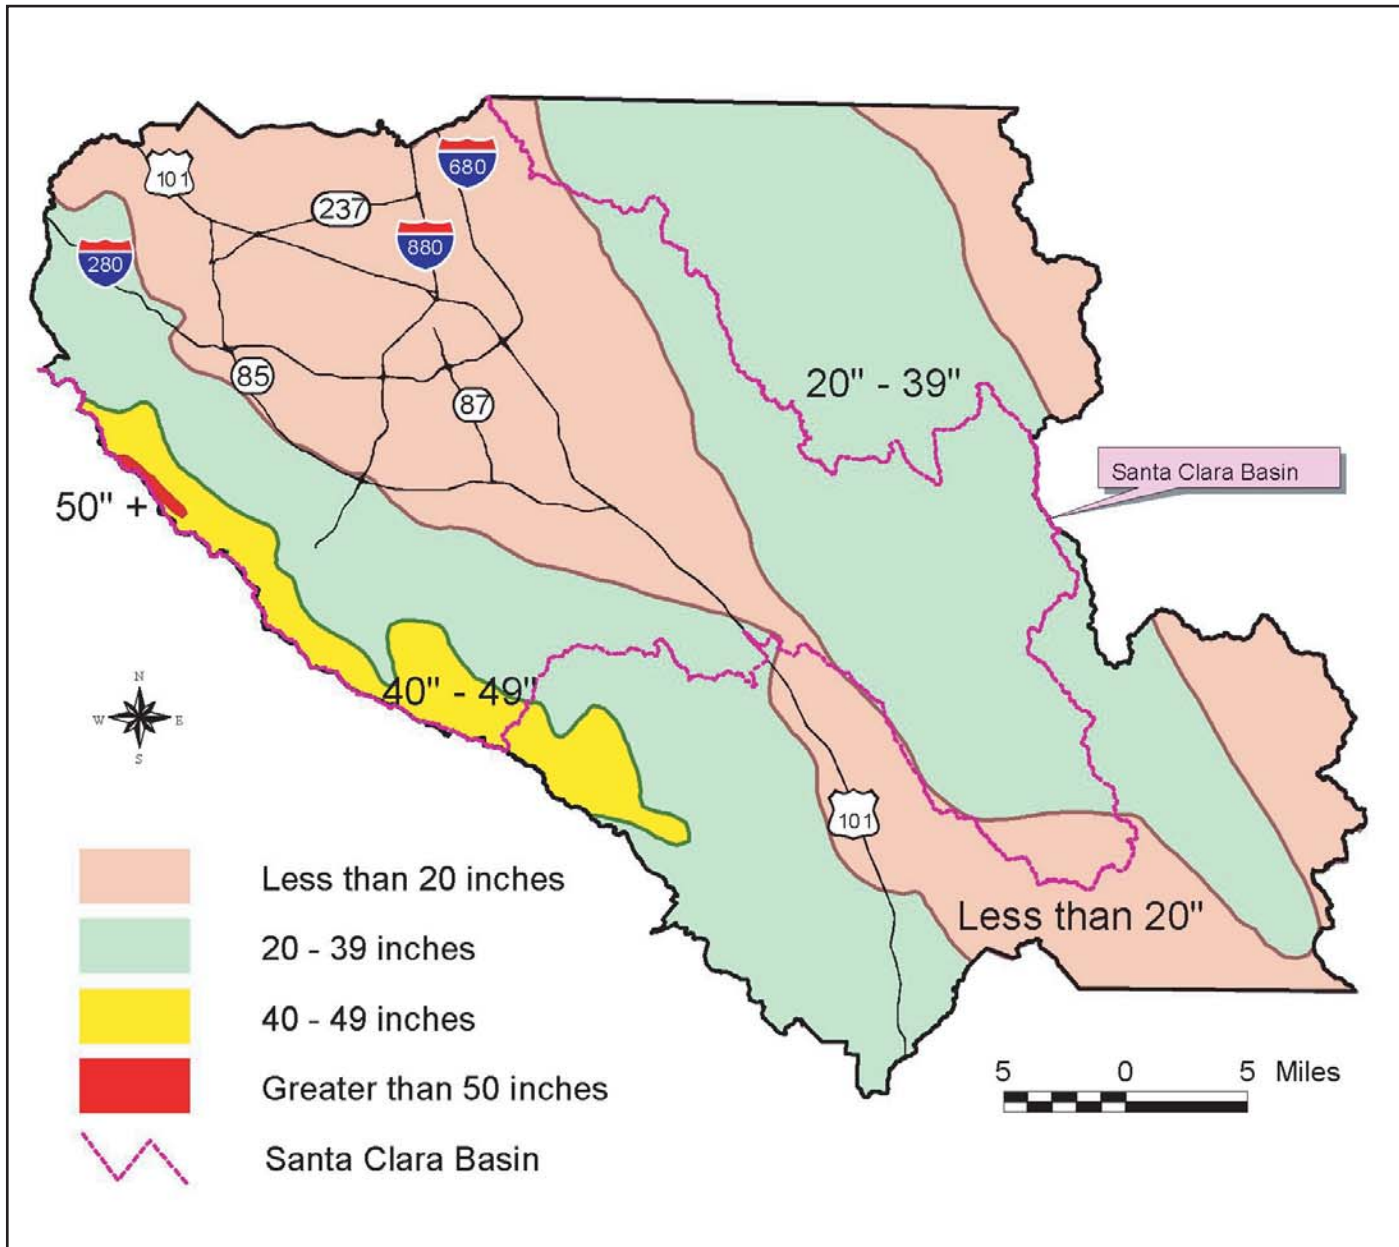 680
101
237
880
280
20" - 39"
85
87
Santa Clara Basin
50" +
40" - 49"
N
W E
S
101
Less than 20 inches
Less than 20"
20 - 39 inches
40 - 49 inches
5 0 5 Miles
Greater than 50 inches
Santa Clara Basin